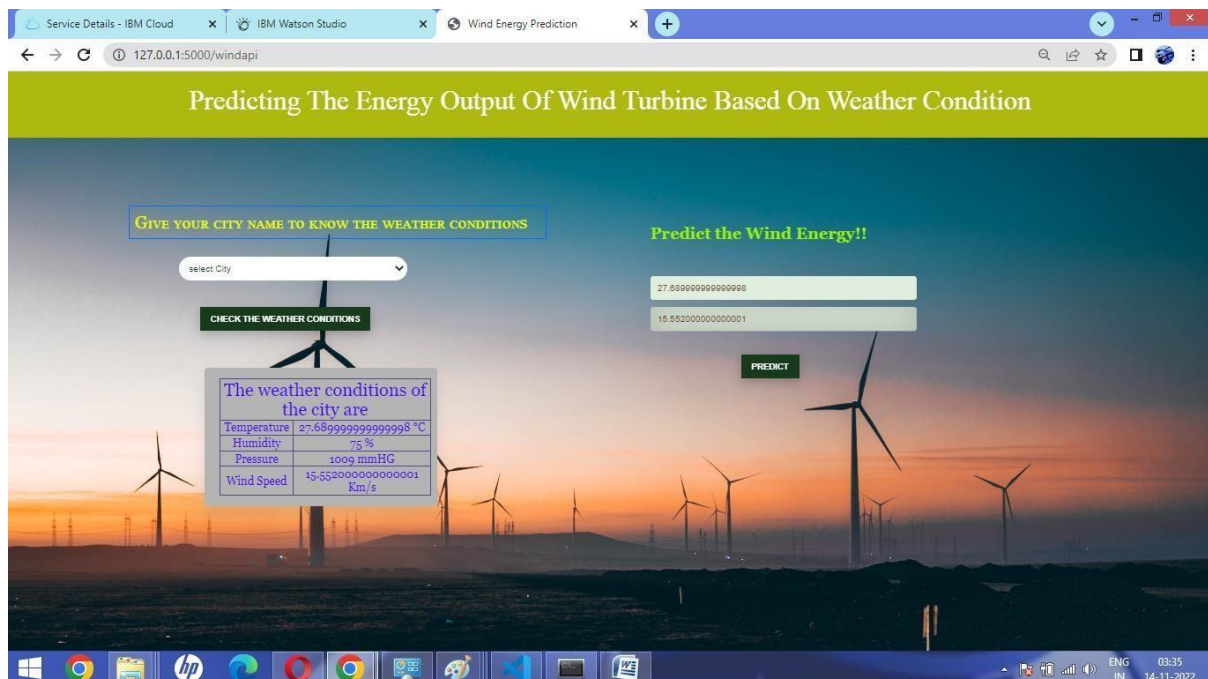 Service Details - IBM Cloud
IBM Watson Studio
Wind Energy Prediction
127.0.0.1:5000/windapi
Predicting The Energy Output Of Wind Turbine Based On Weather Condition
Give your city name to know the weather conditions
select City
CHECK THE WEATHER CONDITIONS
The weather conditions of
the city are
Temperature 27.689999999999998 °C
Humidity 75 %
Pressure 1009 mmHG
Wind Speed 15.552000000000001
Km/s
Predict the Wind Energy!!
27.689999999999998
15.552000000000001
PREDICT
hp
ENG
IN
03:35
14-11-2022